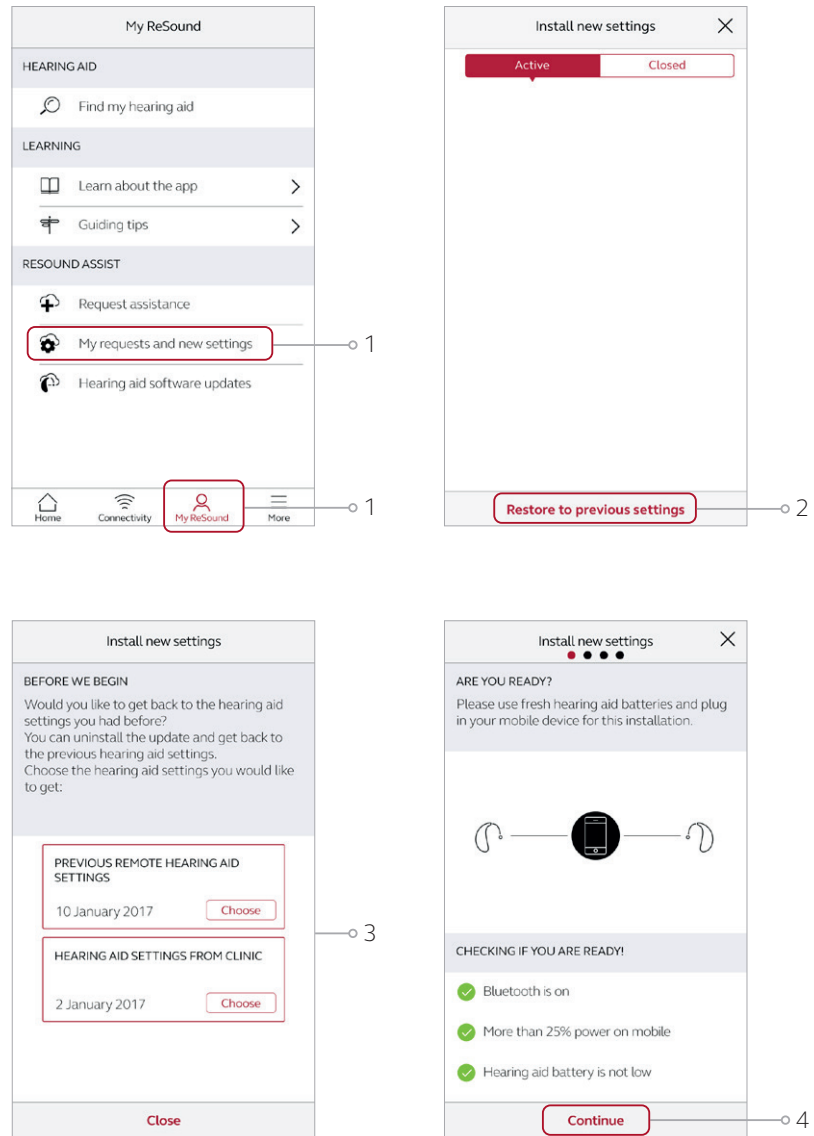 My ReSound
HEARING AID
Find my hearing aid
LEARNING
Learn about the app
Guiding tips
RESOUND ASSIST
Request assistance
My requests and new settings
1
Hearing aid software updates
Home
Connectivity
My ReSound
More
1
Install new settings
Active
Closed
Restore to previous settings
2
Install new settings
BEFORE WE BEGIN
Would you like to get back to the hearing aid
settings you had before?
You can uninstall the update and get back to
the previous hearing aid settings.
Choose the hearing aid settings you would like
to get:
PREVIOUS REMOTE HEARING AID
SETTINGS
10 January 2017
Choose
HEARING AID SETTINGS FROM CLINIC
2 January 2017
Choose
3
Close
Install new settings
ARE YOU READY?
Please use fresh hearing aid batteries and plug
in your mobile device for this installation.
CHECKING IF YOU ARE READY!
Bluetooth is on
More than 25% power on mobile
Hearing aid battery is not low
Continue
4